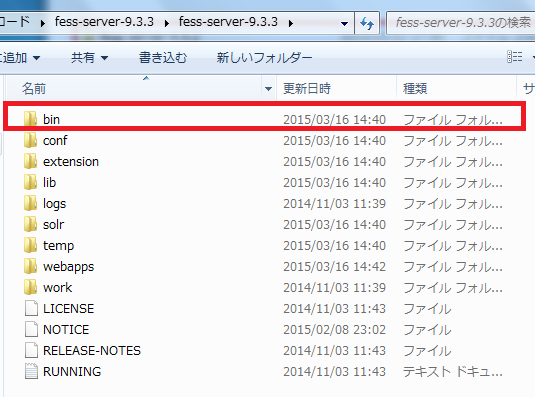 コード ▸ fess-server-9.3.3 ▸ fess-server-9.3.3 ▸ fess-server-9.3.3の検索
に追加 ▼ 共有 ▼ 書き込む 新しいフォルダー
名前 更新日時 種類 サ
bin 2015/03/16 14:40 ファイル フォル...
conf 2015/03/16 14:40 ファイル フォル...
extension 2015/03/16 14:40 ファイル フォル...
lib 2015/03/16 14:40 ファイル フォル...
logs 2014/11/03 11:39 ファイル フォル...
solr 2015/03/16 14:40 ファイル フォル...
temp 2015/03/16 14:40 ファイル フォル...
webapps 2015/03/16 14:42 ファイル フォル...
work 2014/11/03 11:39 ファイル フォル...
LICENSE 2014/11/03 11:43 ファイル
NOTICE 2015/02/08 23:02 ファイル
RELEASE-NOTES 2014/11/03 11:43 ファイル
RUNNING 2014/11/03 11:43 テキスト ドキュ...